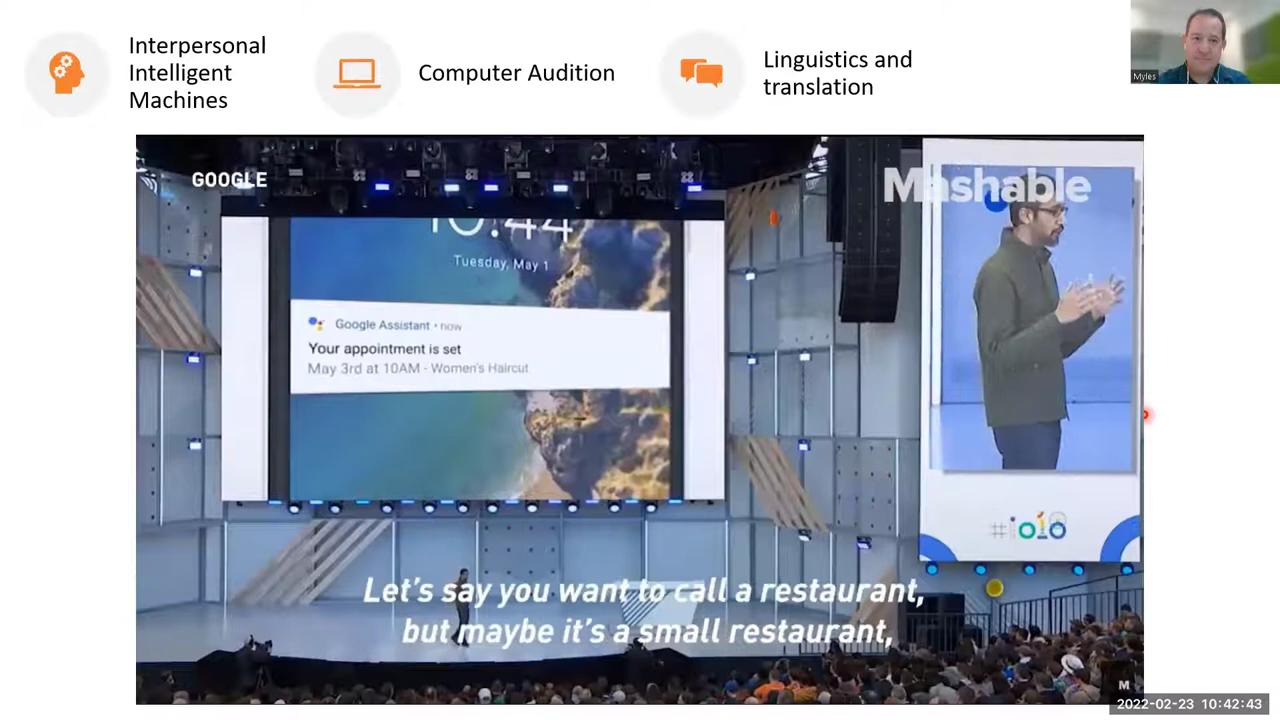 Interpersonal
Intelligent
Machines
Computer Audition
Linguistics and
translation
Myles
GOOGLE
Mashable
10:44
Tuesday, May 1
Google Assistant • now
Your appointment is set
May 3rd at 10AM - Women's Haircut
#io18
Let's say you want to call a restaurant,
but maybe it's a small restaurant,
M
2022-02-23 10:42:43